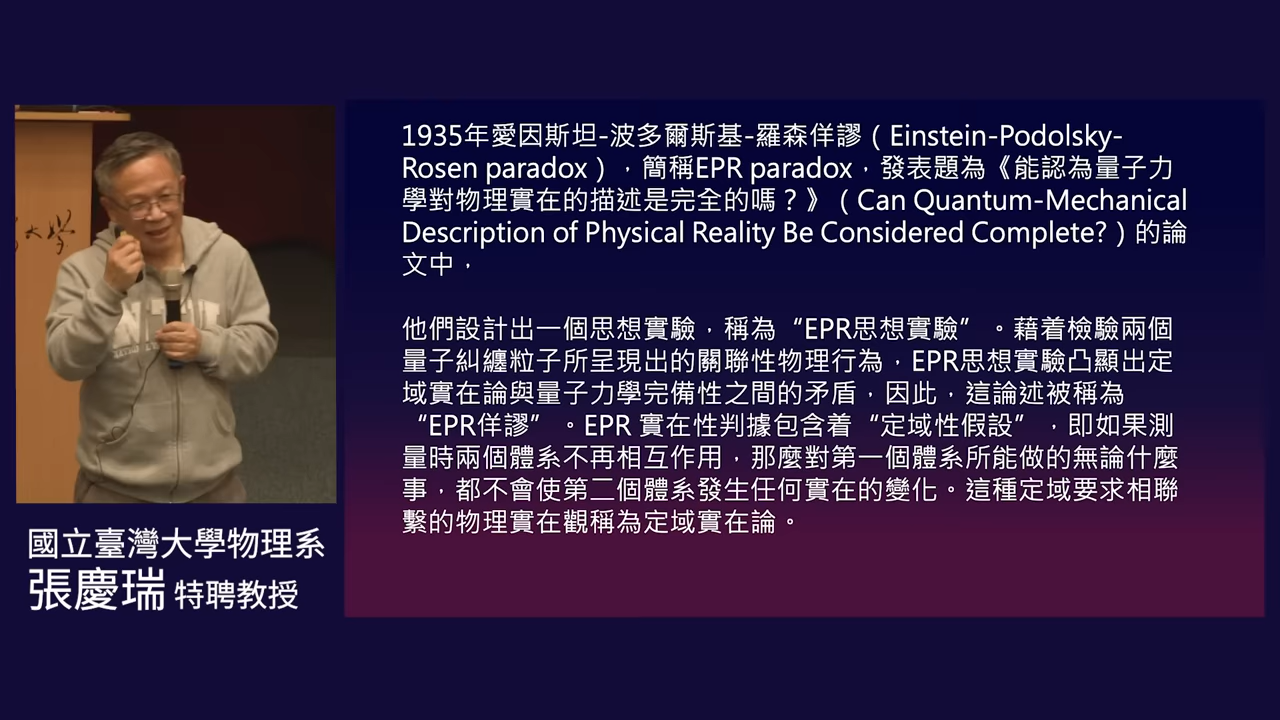 1935年愛因斯坦-波多爾斯基-羅森佯謬（Einstein-Podolsky-
Rosen paradox），簡稱EPR paradox，發表題為《能認為量子力
學對物理實在的描述是完全的嗎？》（Can Quantum-Mechanical
Description of Physical Reality Be Considered Complete?）的論
文中，
他們設計出一個思想實驗，稱為“EPR思想實驗”。藉着檢驗兩個
量子糾纏粒子所呈現出的關聯性物理行為，EPR思想實驗凸顯出定
域實在論與量子力學完備性之間的矛盾，因此，這論述被稱為
“EPR佯謬”。EPR 實在性判據包含着“定域性假設”，即如果測
量時兩個體系不再相互作用，那麼對第一個體系所能做的無論什麼
事，都不會使第二個體系發生任何實在的變化。這種定域要求相聯
繫的物理實在觀稱為定域實在論。
大學
國立臺灣大學物理系
張慶瑞 特聘教授